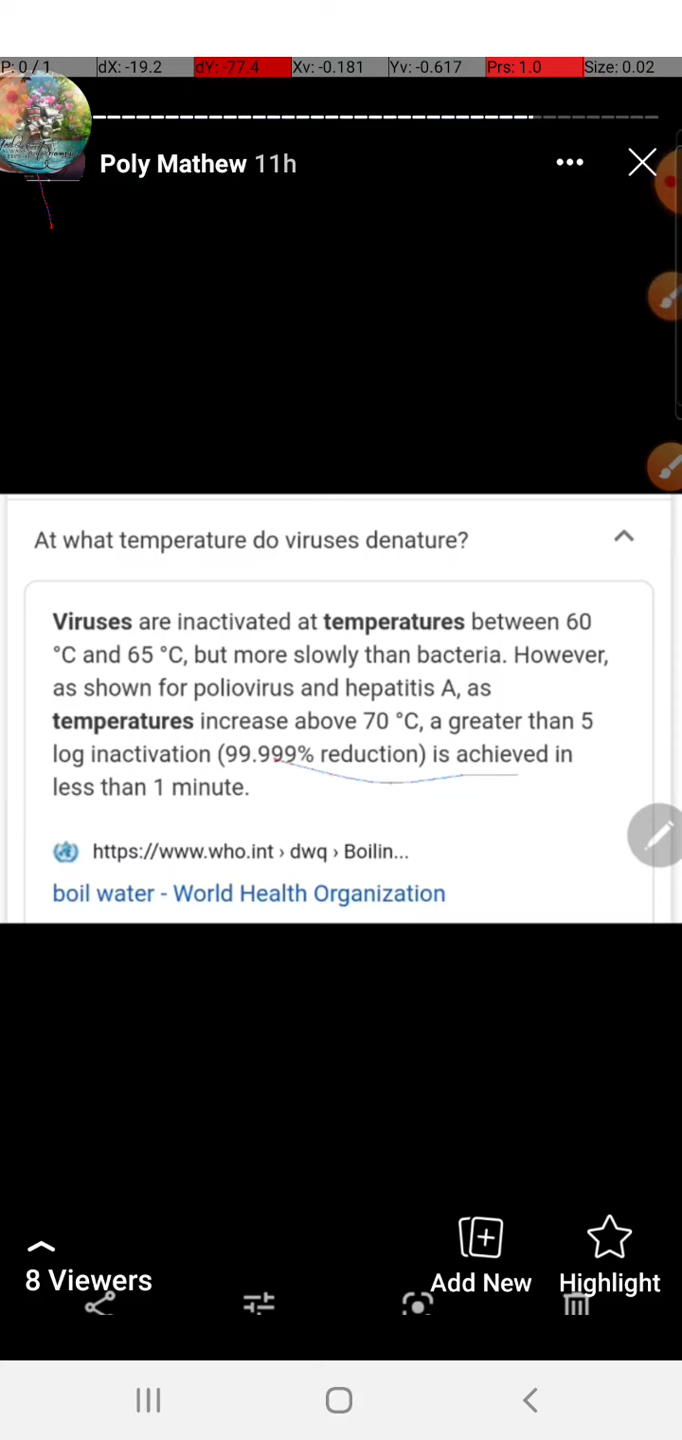 P: 0 / 1 dX: -19.2 dY: -77.4 Xv: -0.181 Yv: -0.617 Prs: 1.0 Size: 0.02
Poly Mathew 11h
At what temperature do viruses denature?
Viruses are inactivated at temperatures between 60
°C and 65 °C, but more slowly than bacteria. However,
as shown for poliovirus and hepatitis A, as
temperatures increase above 70 °C, a greater than 5
log inactivation (99.999% reduction) is achieved in
less than 1 minute.
https://www.who.int › dwq › Boilin...
boil water - World Health Organization
8 Viewers
Add New
Highlight